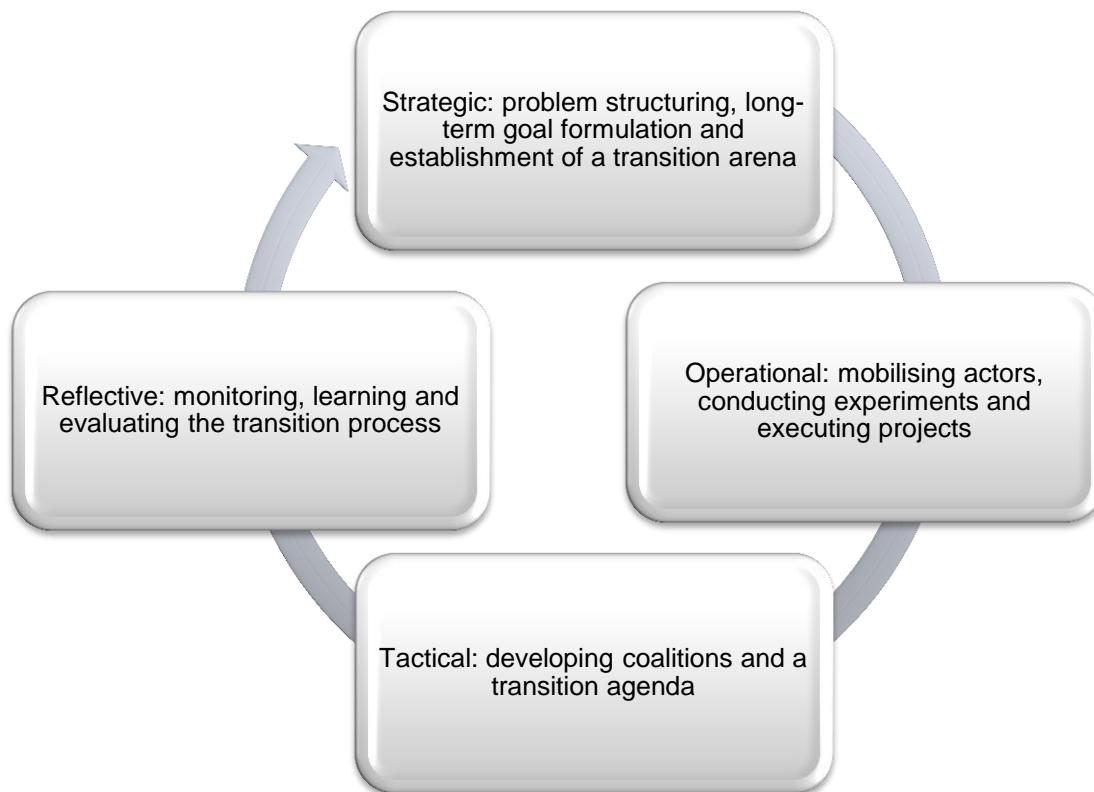 Strategic: problem structuring, long-
term goal formulation and
establishment of a transition arena
Operational: mobilising actors,
conducting experiments and
executing projects
Tactical: developing coalitions and a
transition agenda
Reflective: monitoring, learning and
evaluating the transition process